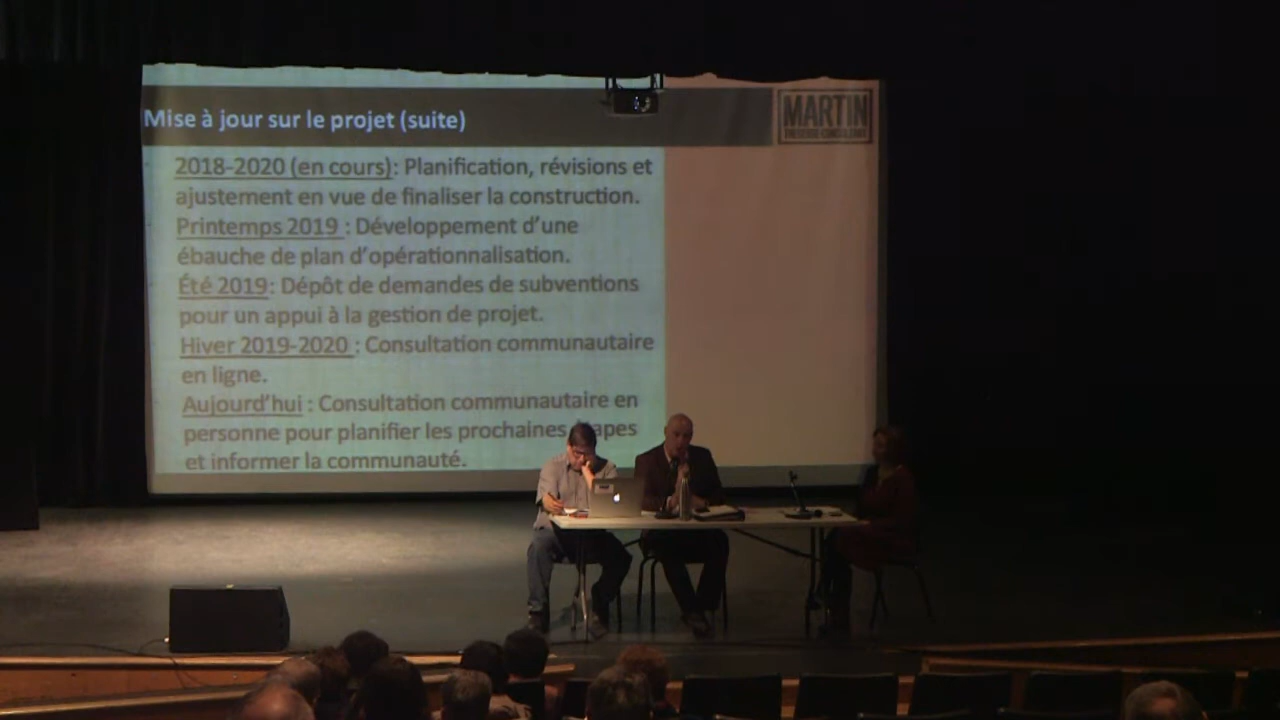 Mise à jour sur le projet (suite)
MARTIN
2018-2020 (en cours): Planification, révisions et
ajustement en vue de finaliser la construction.
Printemps 2019 : Développement d'une
ébauche de plan d'opérationnalisation.
Été 2019: Dépôt de demandes de subventions
pour un appui à la gestion de projet.
Hiver 2019-2020 : Consultation communautaire
en ligne.
Aujourd'hui : Consultation communautaire en
personne pour planifier les prochaines étapes
et informer la communauté.